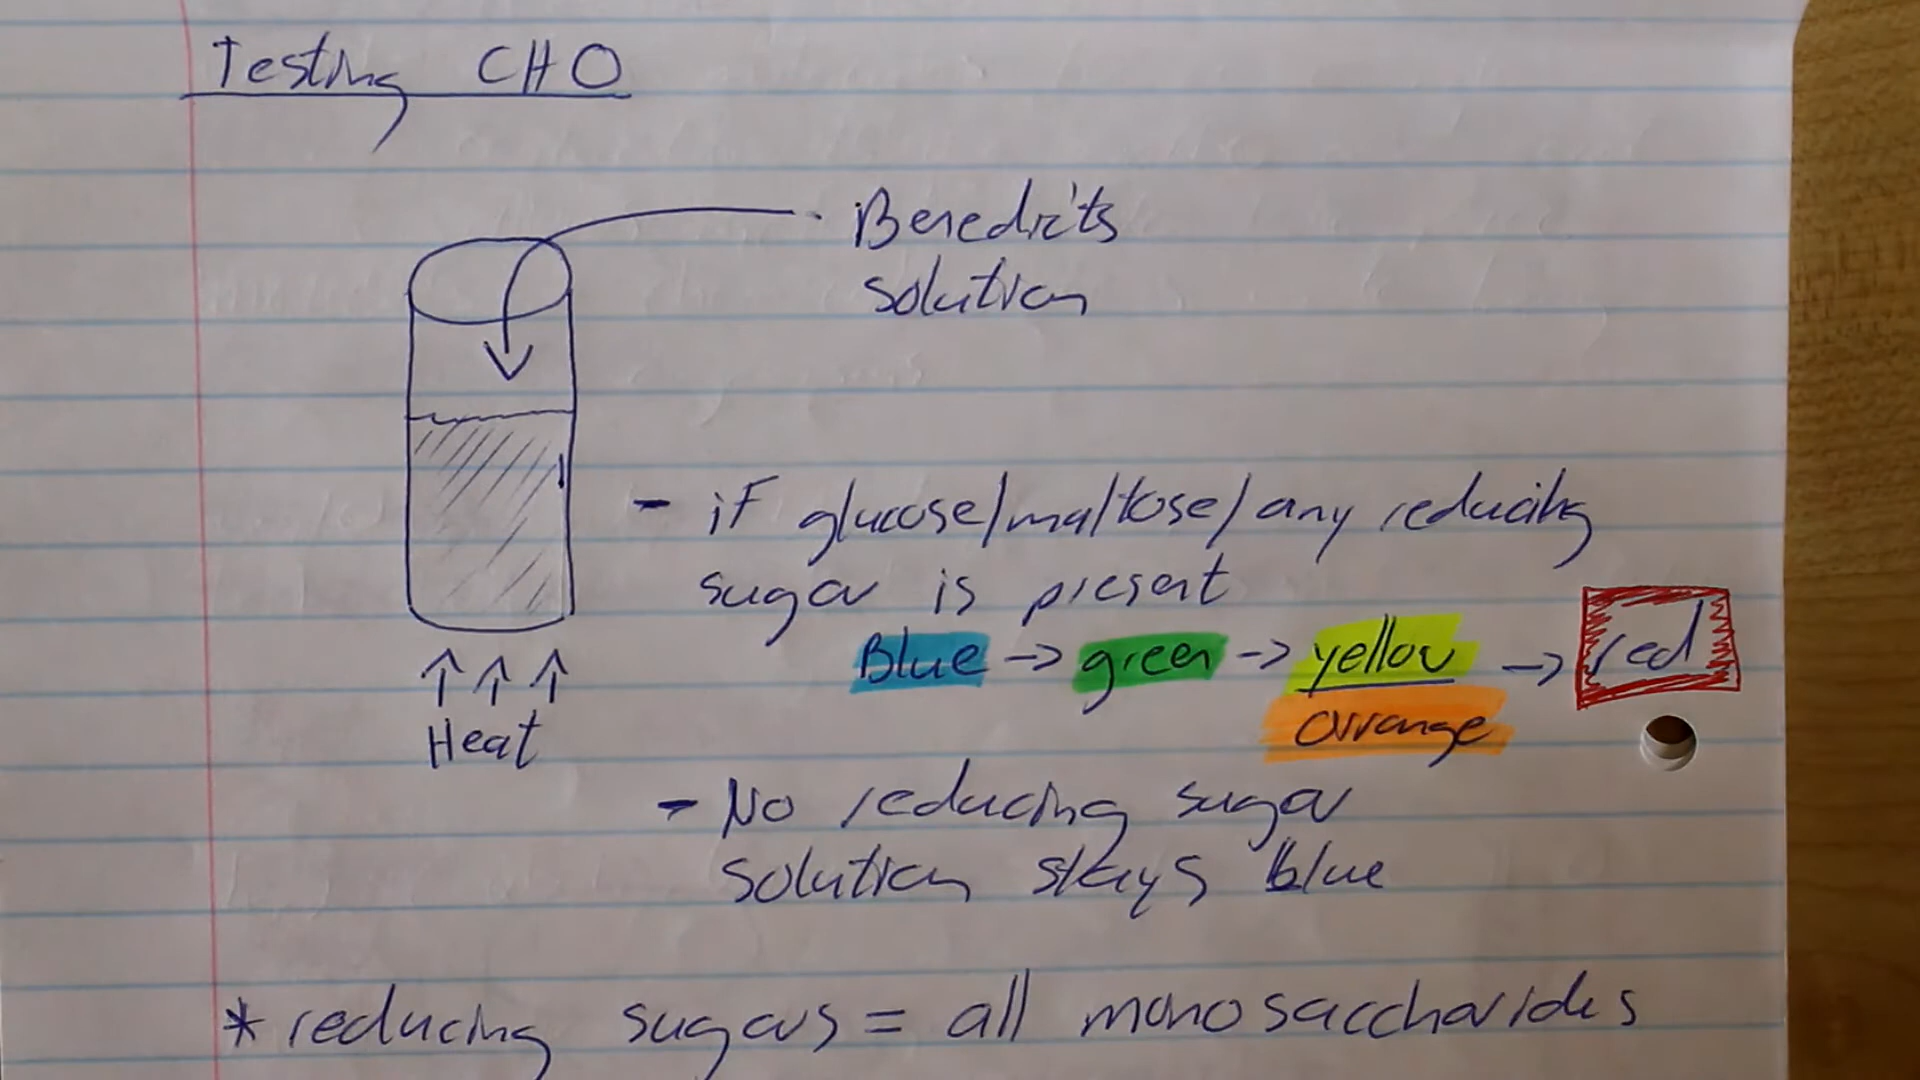 Testing CHO
Benedict's
solution
- if glucose/maltose/any reducing
sugar is present
Blue -> green -> yellow -> red
orrange
Heat
- No reducing sugar
solution stays blue
* reducing sugars = all monosaccharides